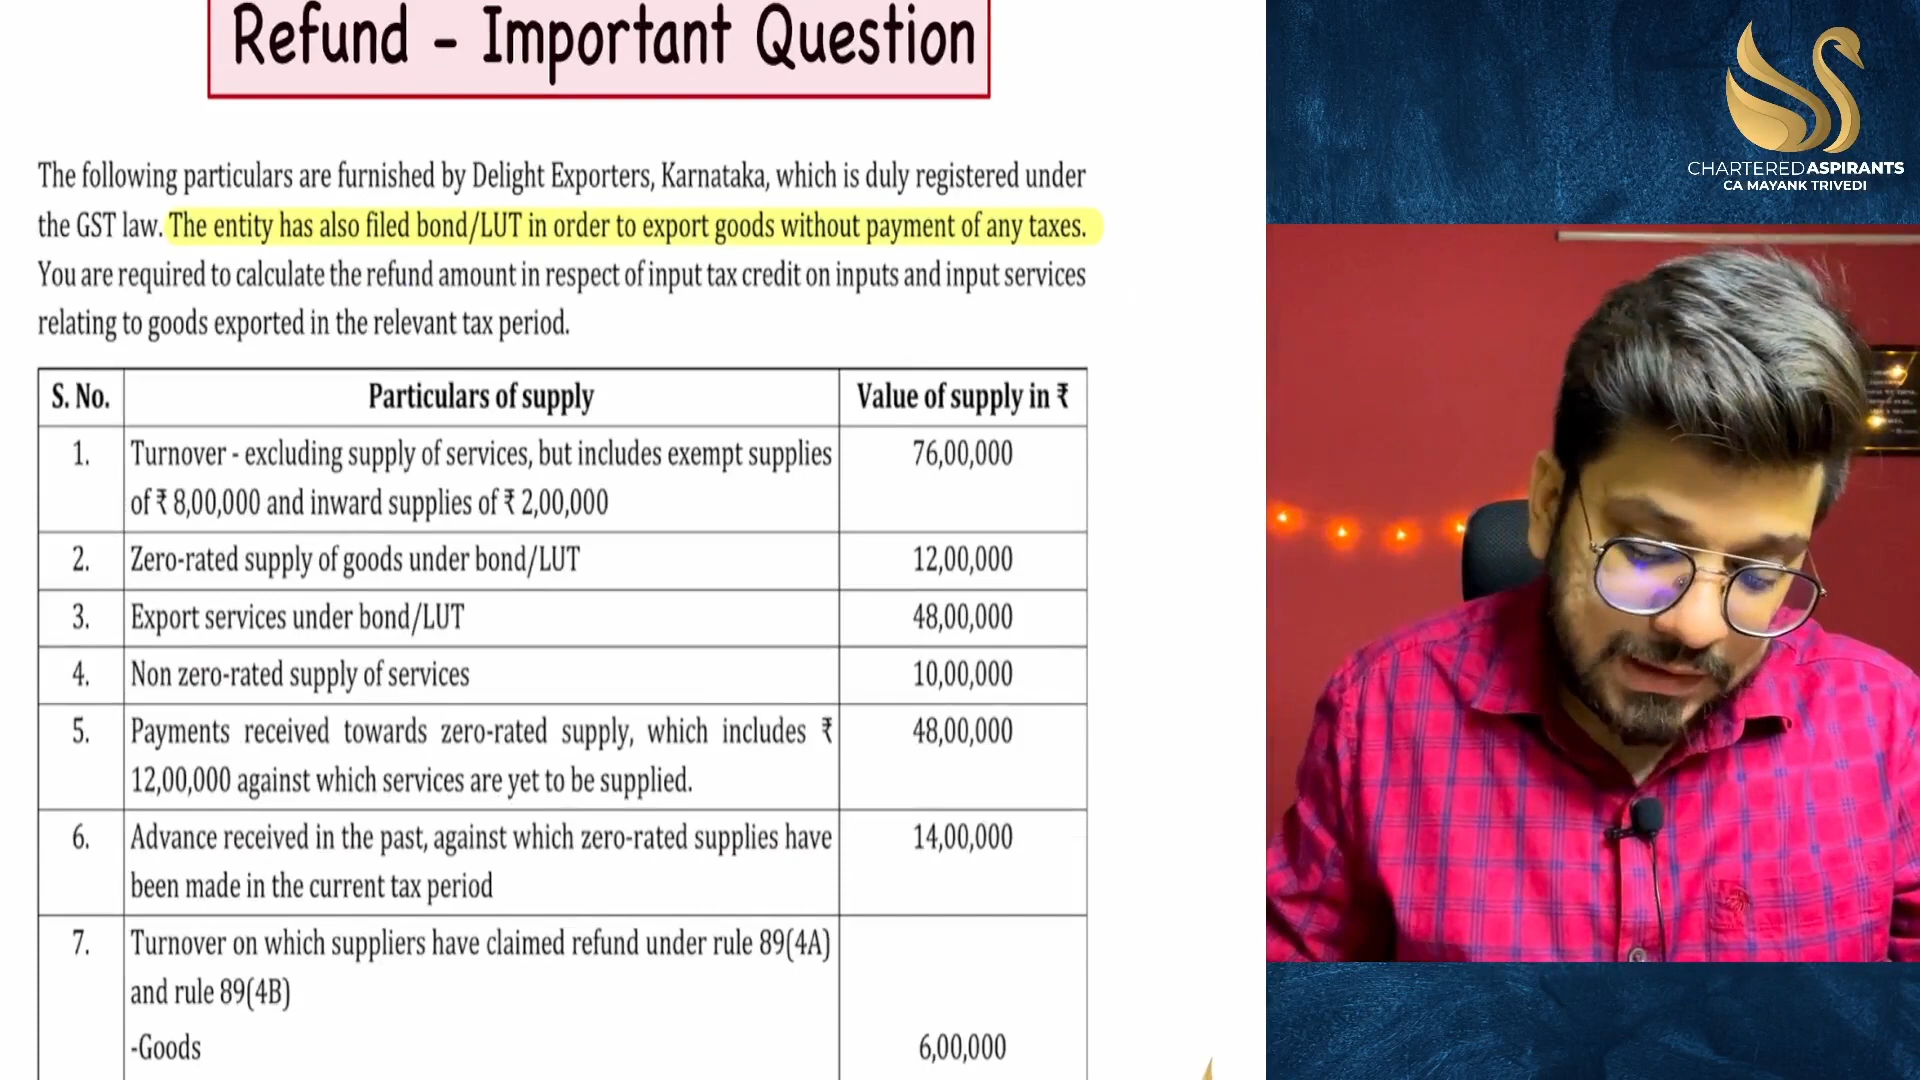 Refund - Important Question
The following particulars are furnished by Delight Exporters, Karnataka, which is duly registered under
the GST law. The entity has also filed bond/LUT in order to export goods without payment of any taxes.
You are required to calculate the refund amount in respect of input tax credit on inputs and input services
relating to goods exported in the relevant tax period.
S. No. Particulars of supply Value of supply in ₹
1. Turnover - excluding supply of services, but includes exempt supplies 76,00,000
of ₹ 8,00,000 and inward supplies of ₹ 2,00,000
2. Zero-rated supply of goods under bond/LUT 12,00,000
3. Export services under bond/LUT 48,00,000
4. Non zero-rated supply of services 10,00,000
5. Payments received towards zero-rated supply, which includes ₹ 48,00,000
12,00,000 against which services are yet to be supplied.
6. Advance received in the past, against which zero-rated supplies have 14,00,000
been made in the current tax period
7. Turnover on which suppliers have claimed refund under rule 89(4A)
and rule 89(4B)
-Goods 6,00,000
CHARTERED ASPIRANTS
CA MAYANK TRIVEDI